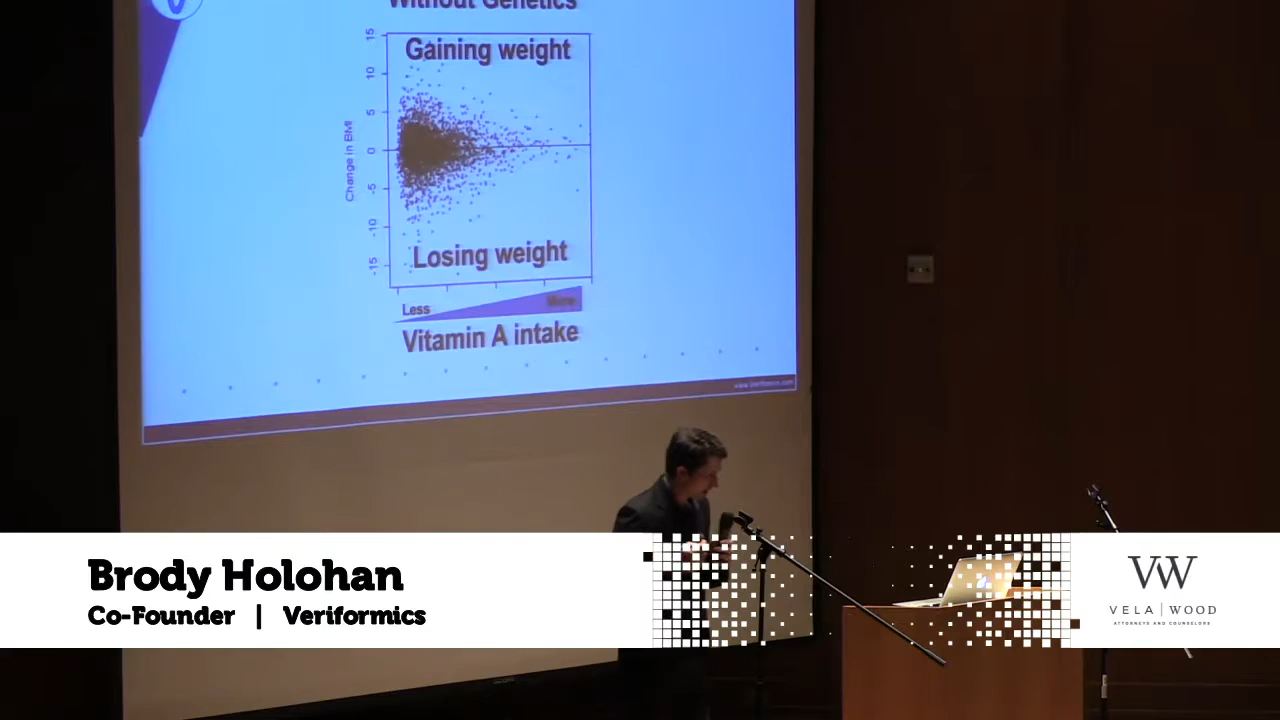 Without Genetics
Gaining weight
15
10
5
0
-5
-10
-15
Change in BMI
Losing weight
Less
More
Vitamin A intake
Brody Holohan
Co-Founder | Veriformics
VW
VELA | WOOD
ATTORNEYS AND COUNSELORS